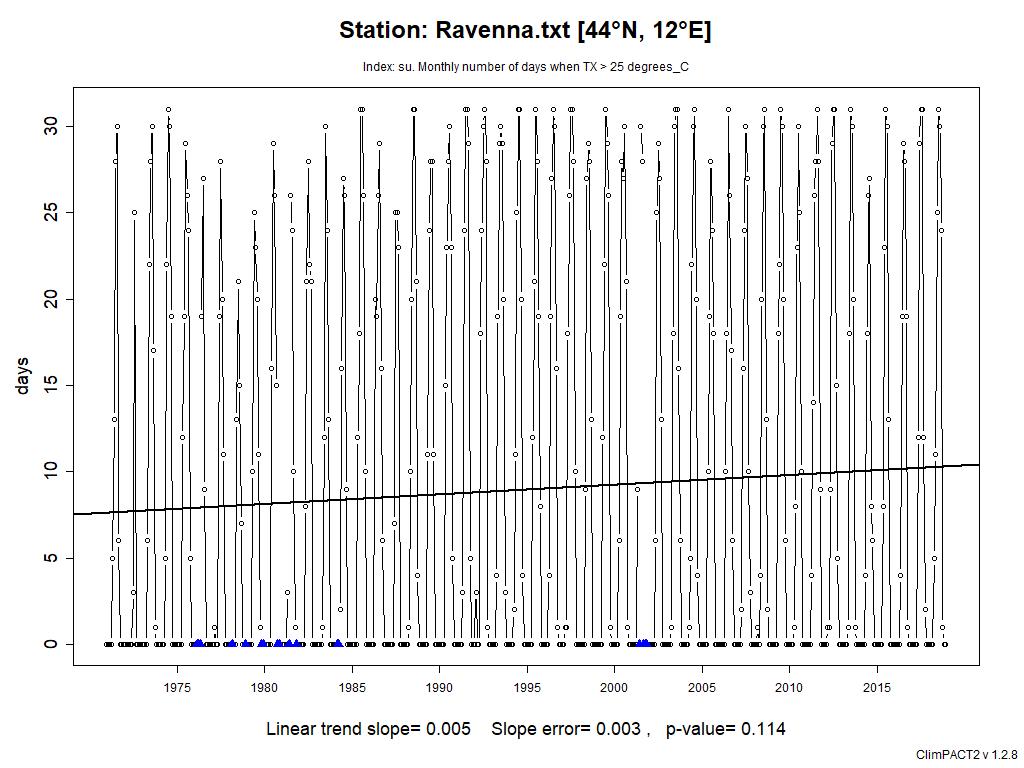 Station: Ravenna.txt [44°N, 12°E]
Index: su. Monthly number of days when TX > 25 degrees_C
days
30
25
20
15
10
5
0
1975 1980 1985 1990 1995 2000 2005 2010 2015
Linear trend slope= 0.005 Slope error= 0.003 , p-value= 0.114
ClimPACT2 v 1.2.8